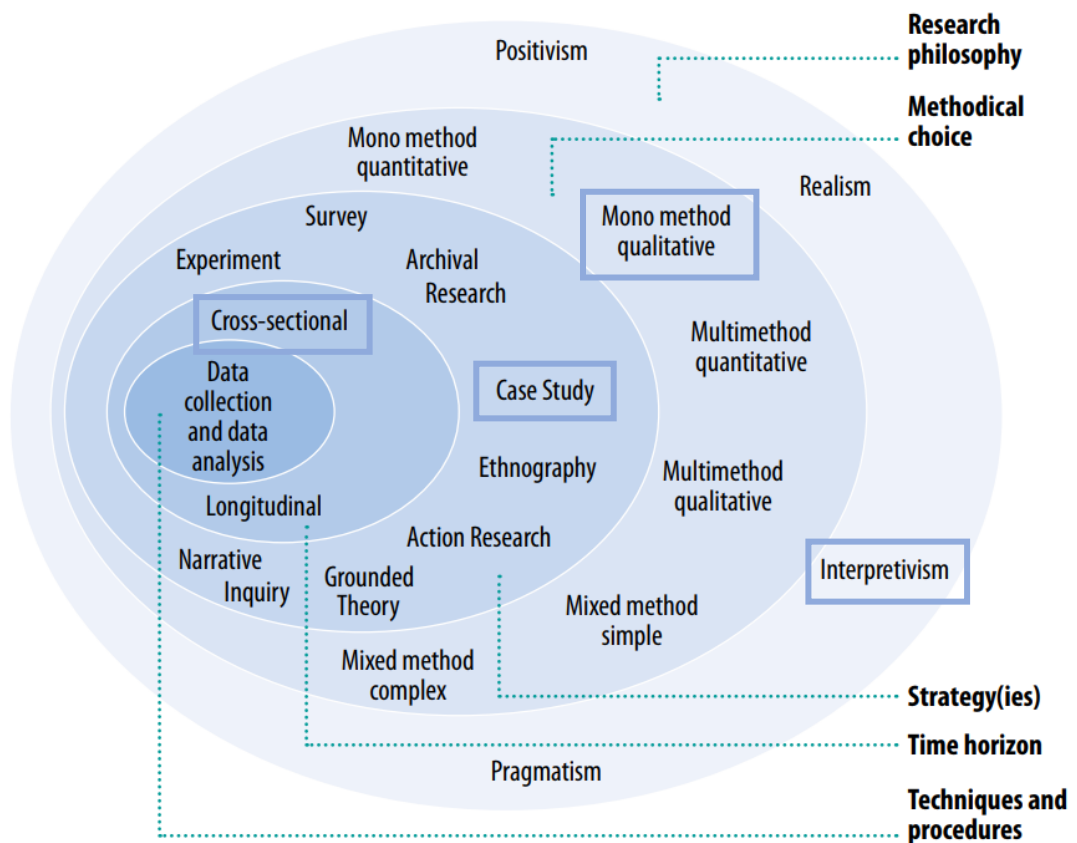 Research
philosophy
Positivism
Methodical
choice
Mono method
quantitative
Realism
Mono method
qualitative
Survey
Experiment
Archival
Research
Cross-sectional
Multimethod
quantitative
Data
collection
and data
analysis
Case Study
Ethnography
Multimethod
qualitative
Longitudinal
Action Research
Narrative
Inquiry
Grounded
Theory
Interpretivism
Mixed method
simple
Mixed method
complex
Strategy(ies)
Time horizon
Pragmatism
Techniques and
procedures